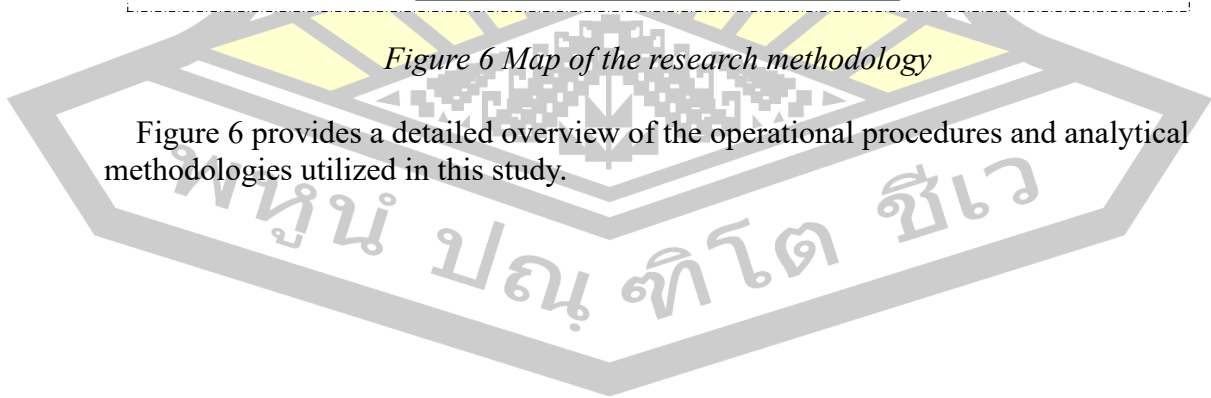 Figure 6 Map of the research methodology
Figure 6 provides a detailed overview of the operational procedures and analytical
methodologies utilized in this study.
พหูนํ ปณฺฑิโต ชีเว